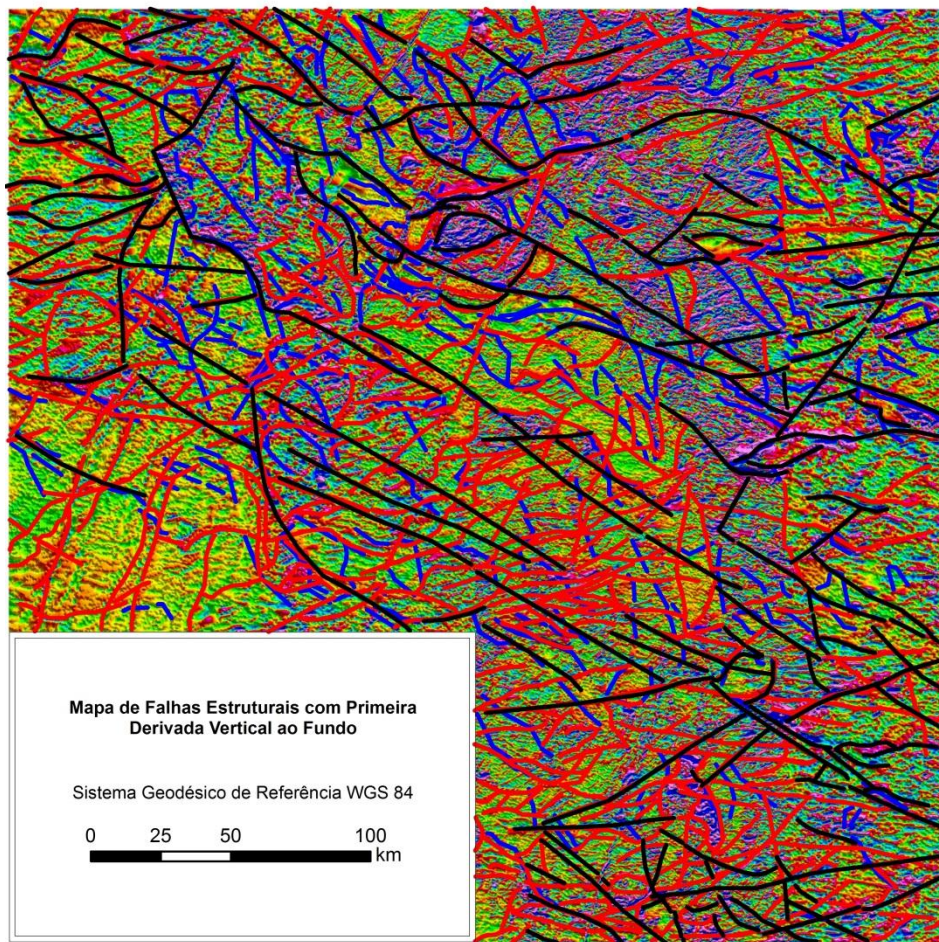 Mapa de Falhas Estruturais com Primeira
Derivada Vertical ao Fundo
Sistema Geodésico de Referência WGS 84
0 25 50 100
km